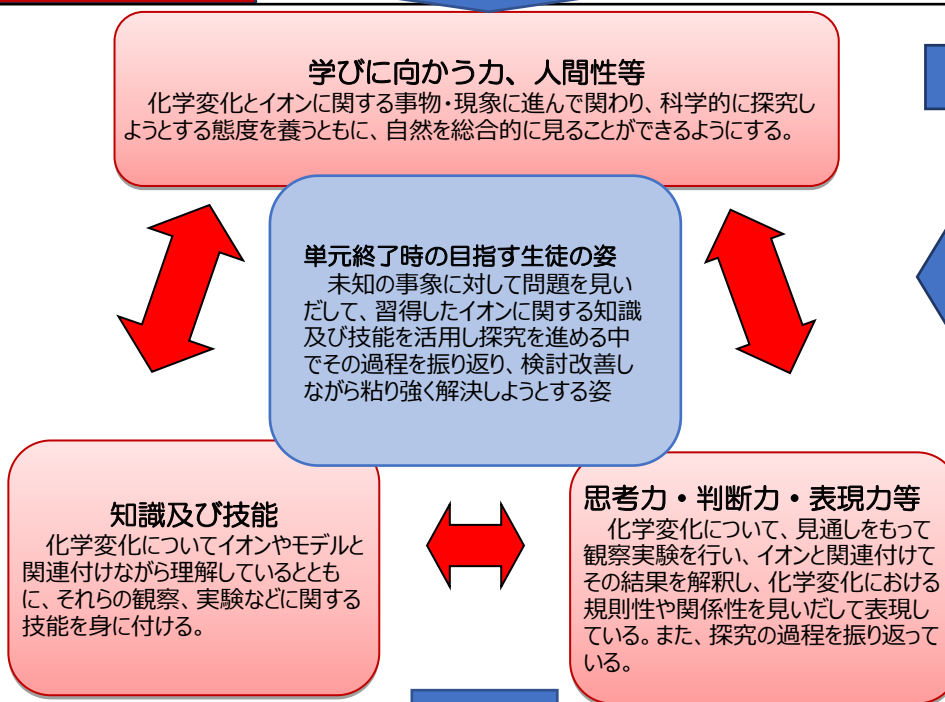 学びに向かう力、人間性等
化学変化とイオンに関する事物・現象に進んで関わり、科学的に探究し
ようとする態度を養うともに、自然を総合的に見ることができるようにする。
単元終了時の目指す生徒の姿
未知の事象に対して問題を見い
だして、習得したイオンに関する知識
及び技能を活用し探究を進める中
でその過程を振り返り、検討改善し
ながら粘り強く解決しようとする姿
知識及び技能
化学変化についてイオンやモデルと
関連付けながら理解しているととも
に、それらの観察、実験などに関する
技能を身に付ける。
思考力・判断力・表現力等
化学変化について、見通しをもって
観察実験を行い、イオンと関連付けて
その結果を解釈し、化学変化における
規則性や関係性を見いだして表現し
ている。また、探究の過程を振り返って
いる。